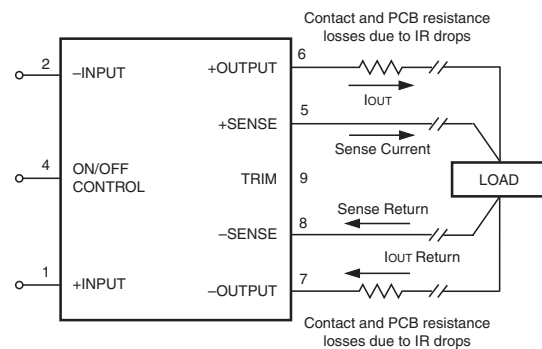 Contact and PCB resistance
losses due to IR drops
2
–INPUT
+OUTPUT
6
IOUT
+SENSE
5
Sense Current
4
ON/OFF
CONTROL
TRIM
9
LOAD
Sense Return
–SENSE
8
IOUT Return
1
+INPUT
–OUTPUT
7
Contact and PCB resistance
losses due to IR drops